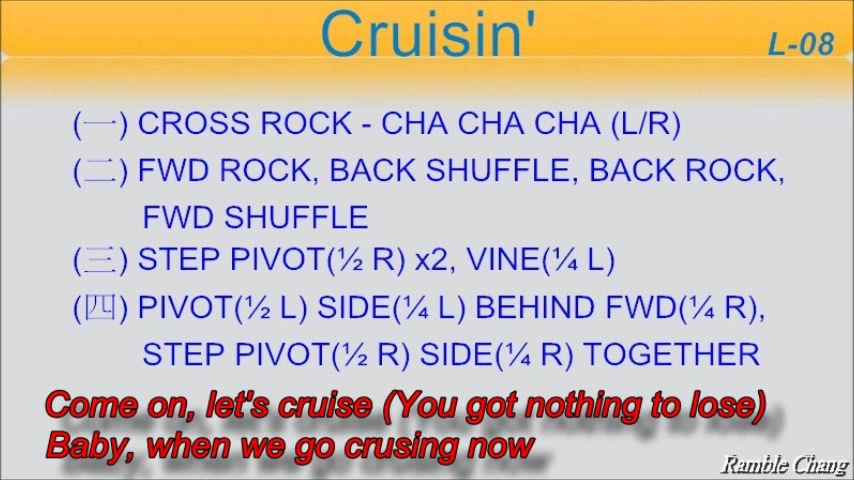 Cruisin'
L-08
(一) CROSS ROCK - CHA CHA CHA (L/R)
(二) FWD ROCK, BACK SHUFFLE, BACK ROCK,
FWD SHUFFLE
(三) STEP PIVOT(½ R) x2, VINE(¼ L)
(四) PIVOT(½ L) SIDE(¼ L) BEHIND FWD(¼ R),
STEP PIVOT(½ R) SIDE(¼ R) TOGETHER
Come on, let's cruise (You got nothing to lose)
Baby, when we go crusing now
Ramble Chang